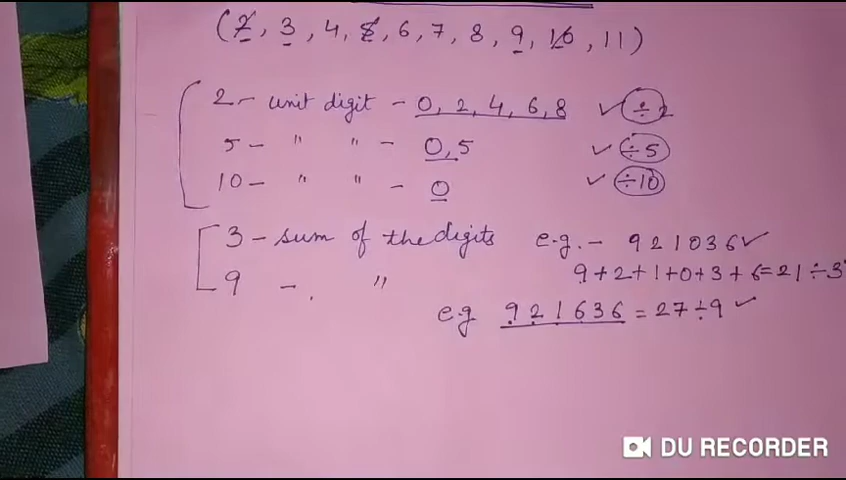 (2, 3, 4, 5, 6, 7, 8, 9, 10, 11)
2 - unit digit - 0, 2, 4, 6, 8 ✓ ÷ 2
5 - " " - 0, 5 ✓ ÷5
10 - " " - 0 ✓ ÷10
3 - sum of the digits e.g. - 921036 ✓
9+2+1+0+3+6=21÷3
9 - . "
e.g 921636 = 27÷9 ✓
DU RECORDER